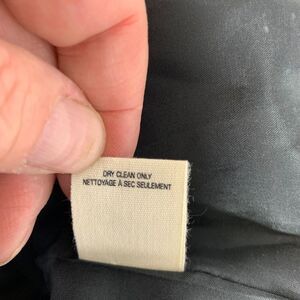 DRY CLEAN ONLY
NETTOYAGE À SEC SEULEMENT